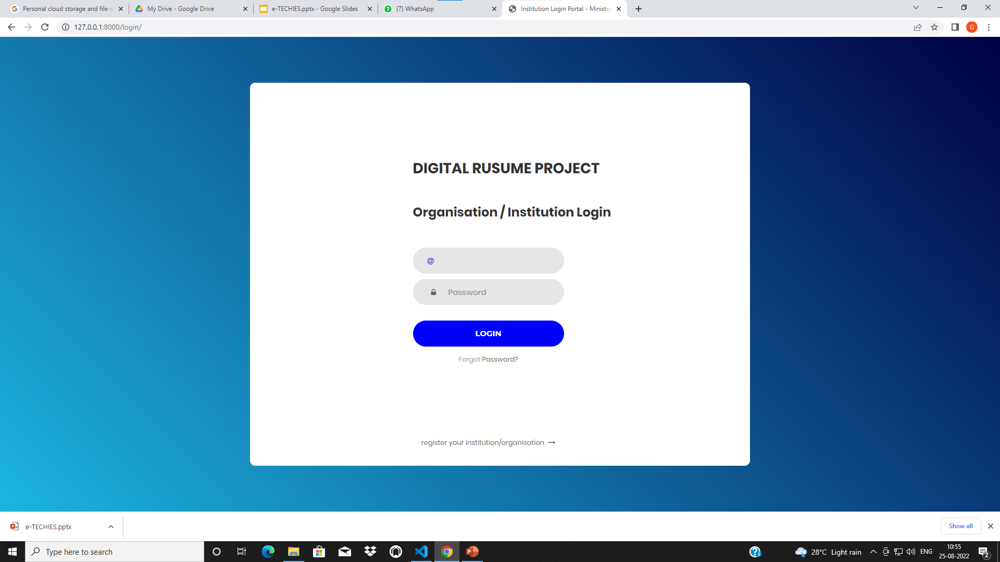 Personal cloud storage and file-s
My Drive - Google Drive
e-TECHIES.pptx - Google Slides
7
(7) WhatsApp
Institution Login Portal - Ministry
127.0.0.1:8000/login/
G
DIGITAL RUSUME PROJECT
Organisation / Institution Login
@
Password
LOGIN
Forgot Password?
register your institution/organisation
e-TECHIES.pptx
Show all
Type here to search
28°C Light rain
ENG
10:55
25-08-2022
2